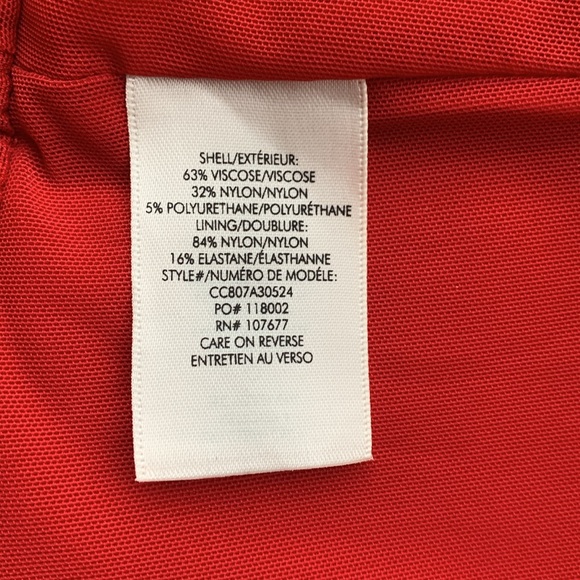 SHELL/EXTÉRIEUR:
63% VISCOSE/VISCOSE
32% NYLON/NYLON
5% POLYURETHANE/POLYURÉTHANE
LINING/DOUBLURE:
84% NYLON/NYLON
16% ELASTANE/ÉLASTHANNE
STYLE#/NUMÉRO DE MODÉLE:
CC807A30524
PO# 118002
RN# 107677
CARE ON REVERSE
ENTRETIEN AU VERSO